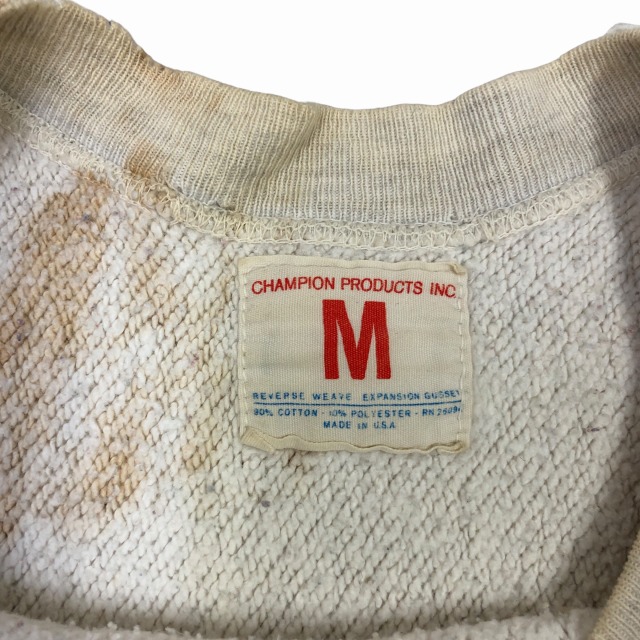 CHAMPION PRODUCTS INC
M
REVERSE WEAVE EXPANSION GUSSET
90% COTTON - 10% POLYESTER - RN 26094
MADE IN U.S.A